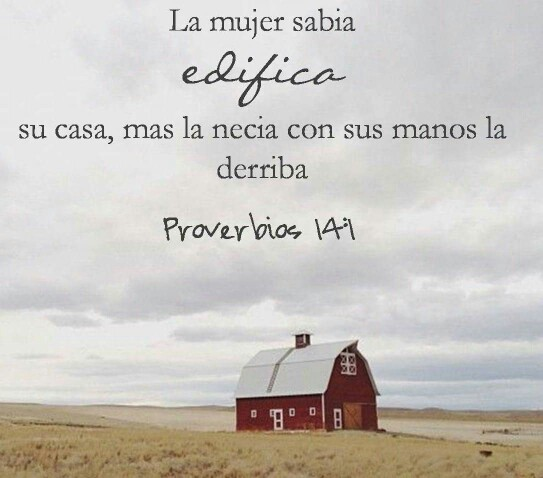 La mujer sabia
edifica
su casa, mas la necia con sus manos la
derriba
Proverbios 14:1